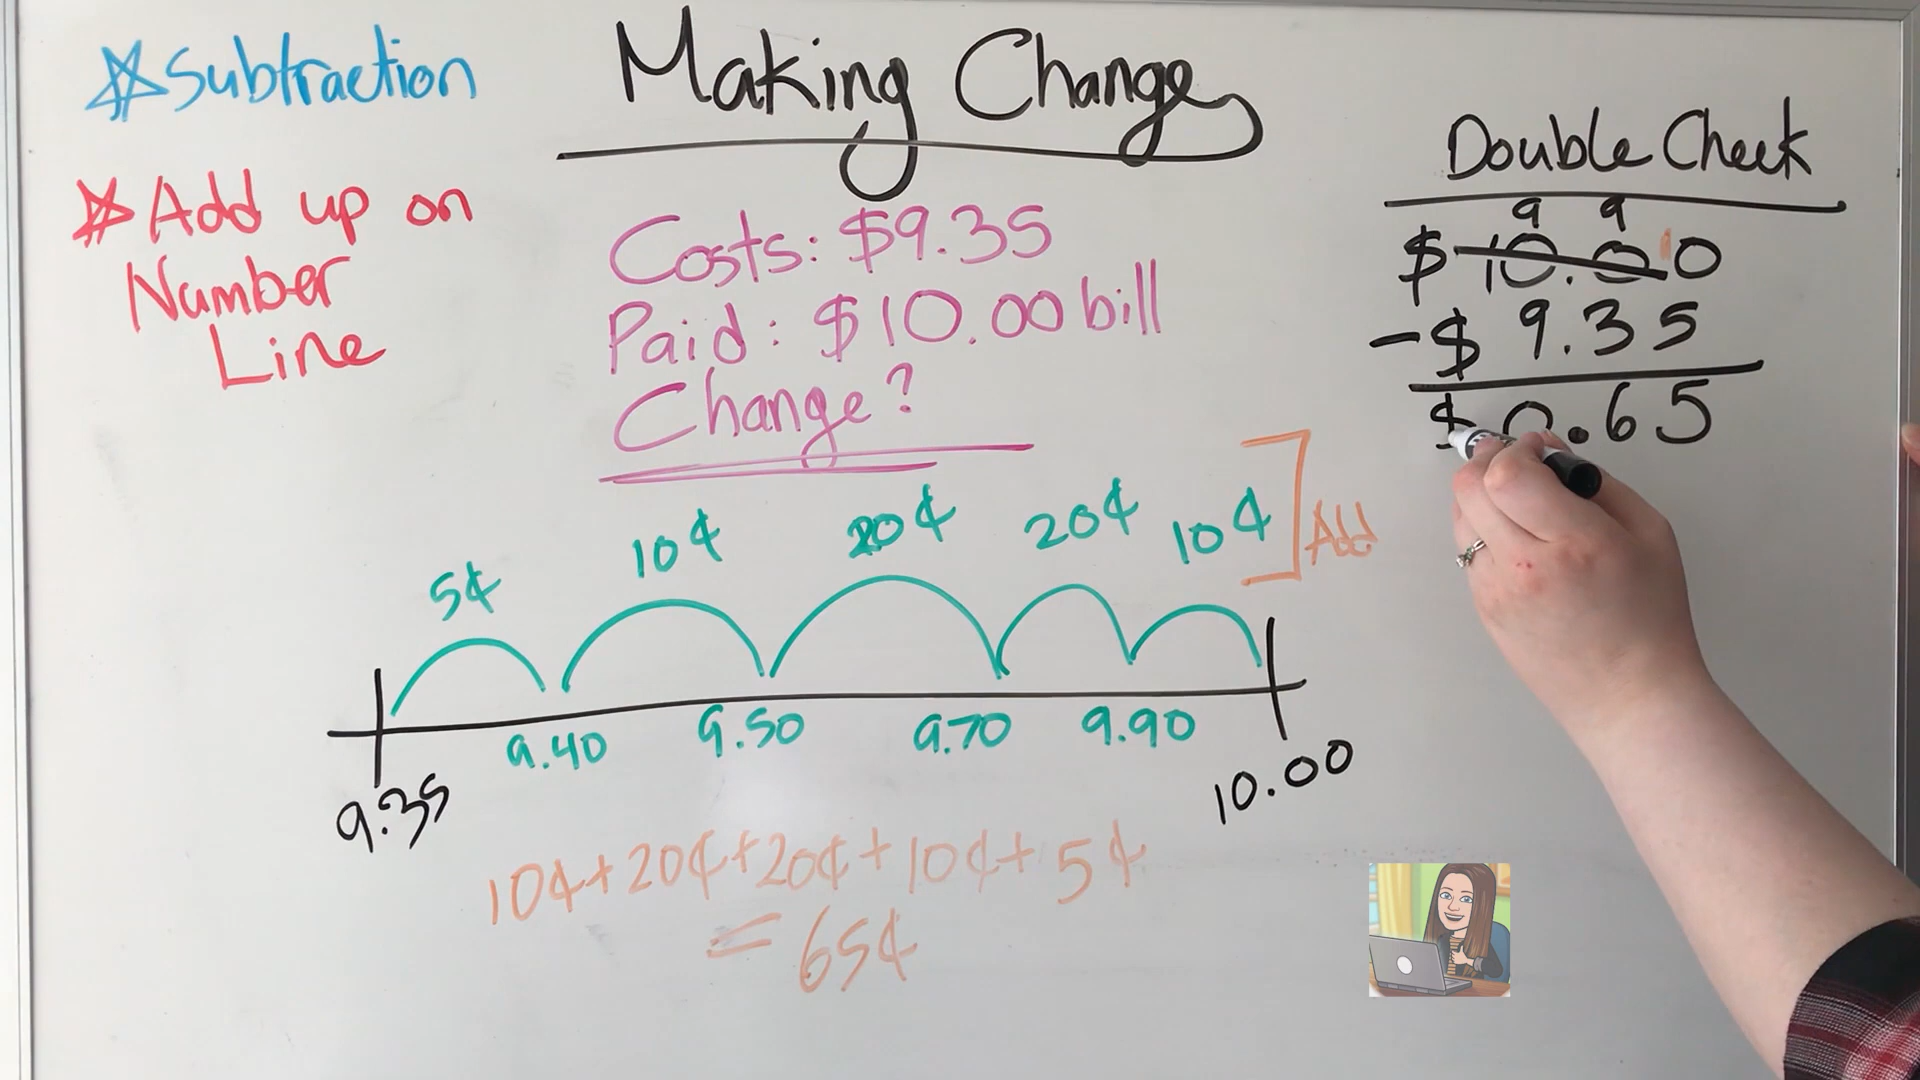 Making Change
☆ Subtraction
☆ Add up on
Number
Line
Costs: $9.35
Paid: $10.00 bill
Change?
5¢ 10¢ 20¢ 20¢ 10¢ ] Add
9.35 9.40 9.50 9.70 9.90 10.00
10¢+20¢+20¢+10¢+5¢
= 65¢
Double Check
9 9
$ 10.0 10
- $ 9.35
$ 0.65